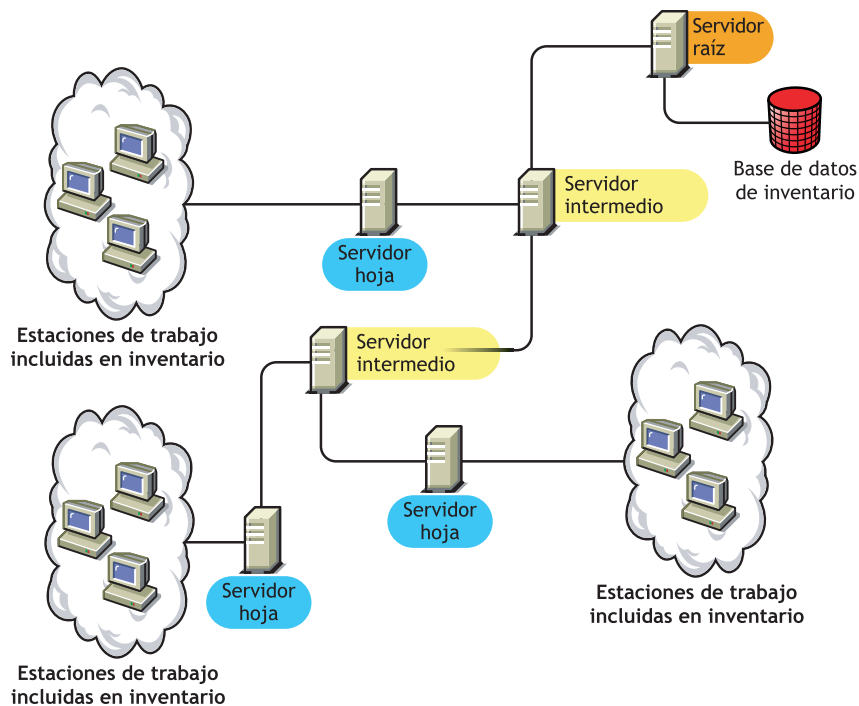 Servidor
raíz
Base de datos
de inventario
Servidor
intermedio
Servidor
hoja
Estaciones de trabajo
incluidas en inventario
Servidor
intermedio
Servidor
hoja
Estaciones de trabajo
incluidas en inventario
Servidor
hoja
Estaciones de trabajo
incluidas en inventario